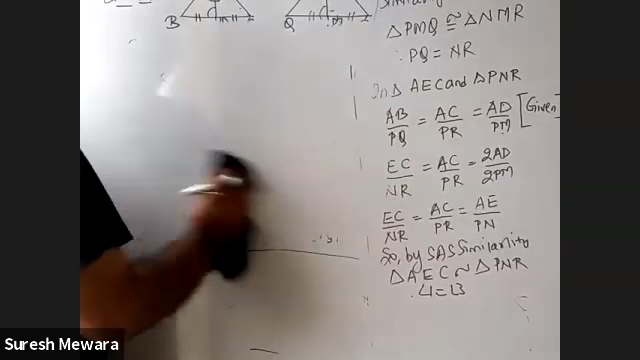 B
Q
Similarity
△PMQ ≅ △NMR
∴ PQ = NR
In △ AEC and △ PNR
AB/PQ = AC/PR = AD/PM [Given]
EC/NR = AC/PR = 2AD/2PM
EC/NR = AC/PR = AE/PN
So, by SAS Similarity
△AEC ~ △PNR
∠1 = ∠3
Suresh Mewara